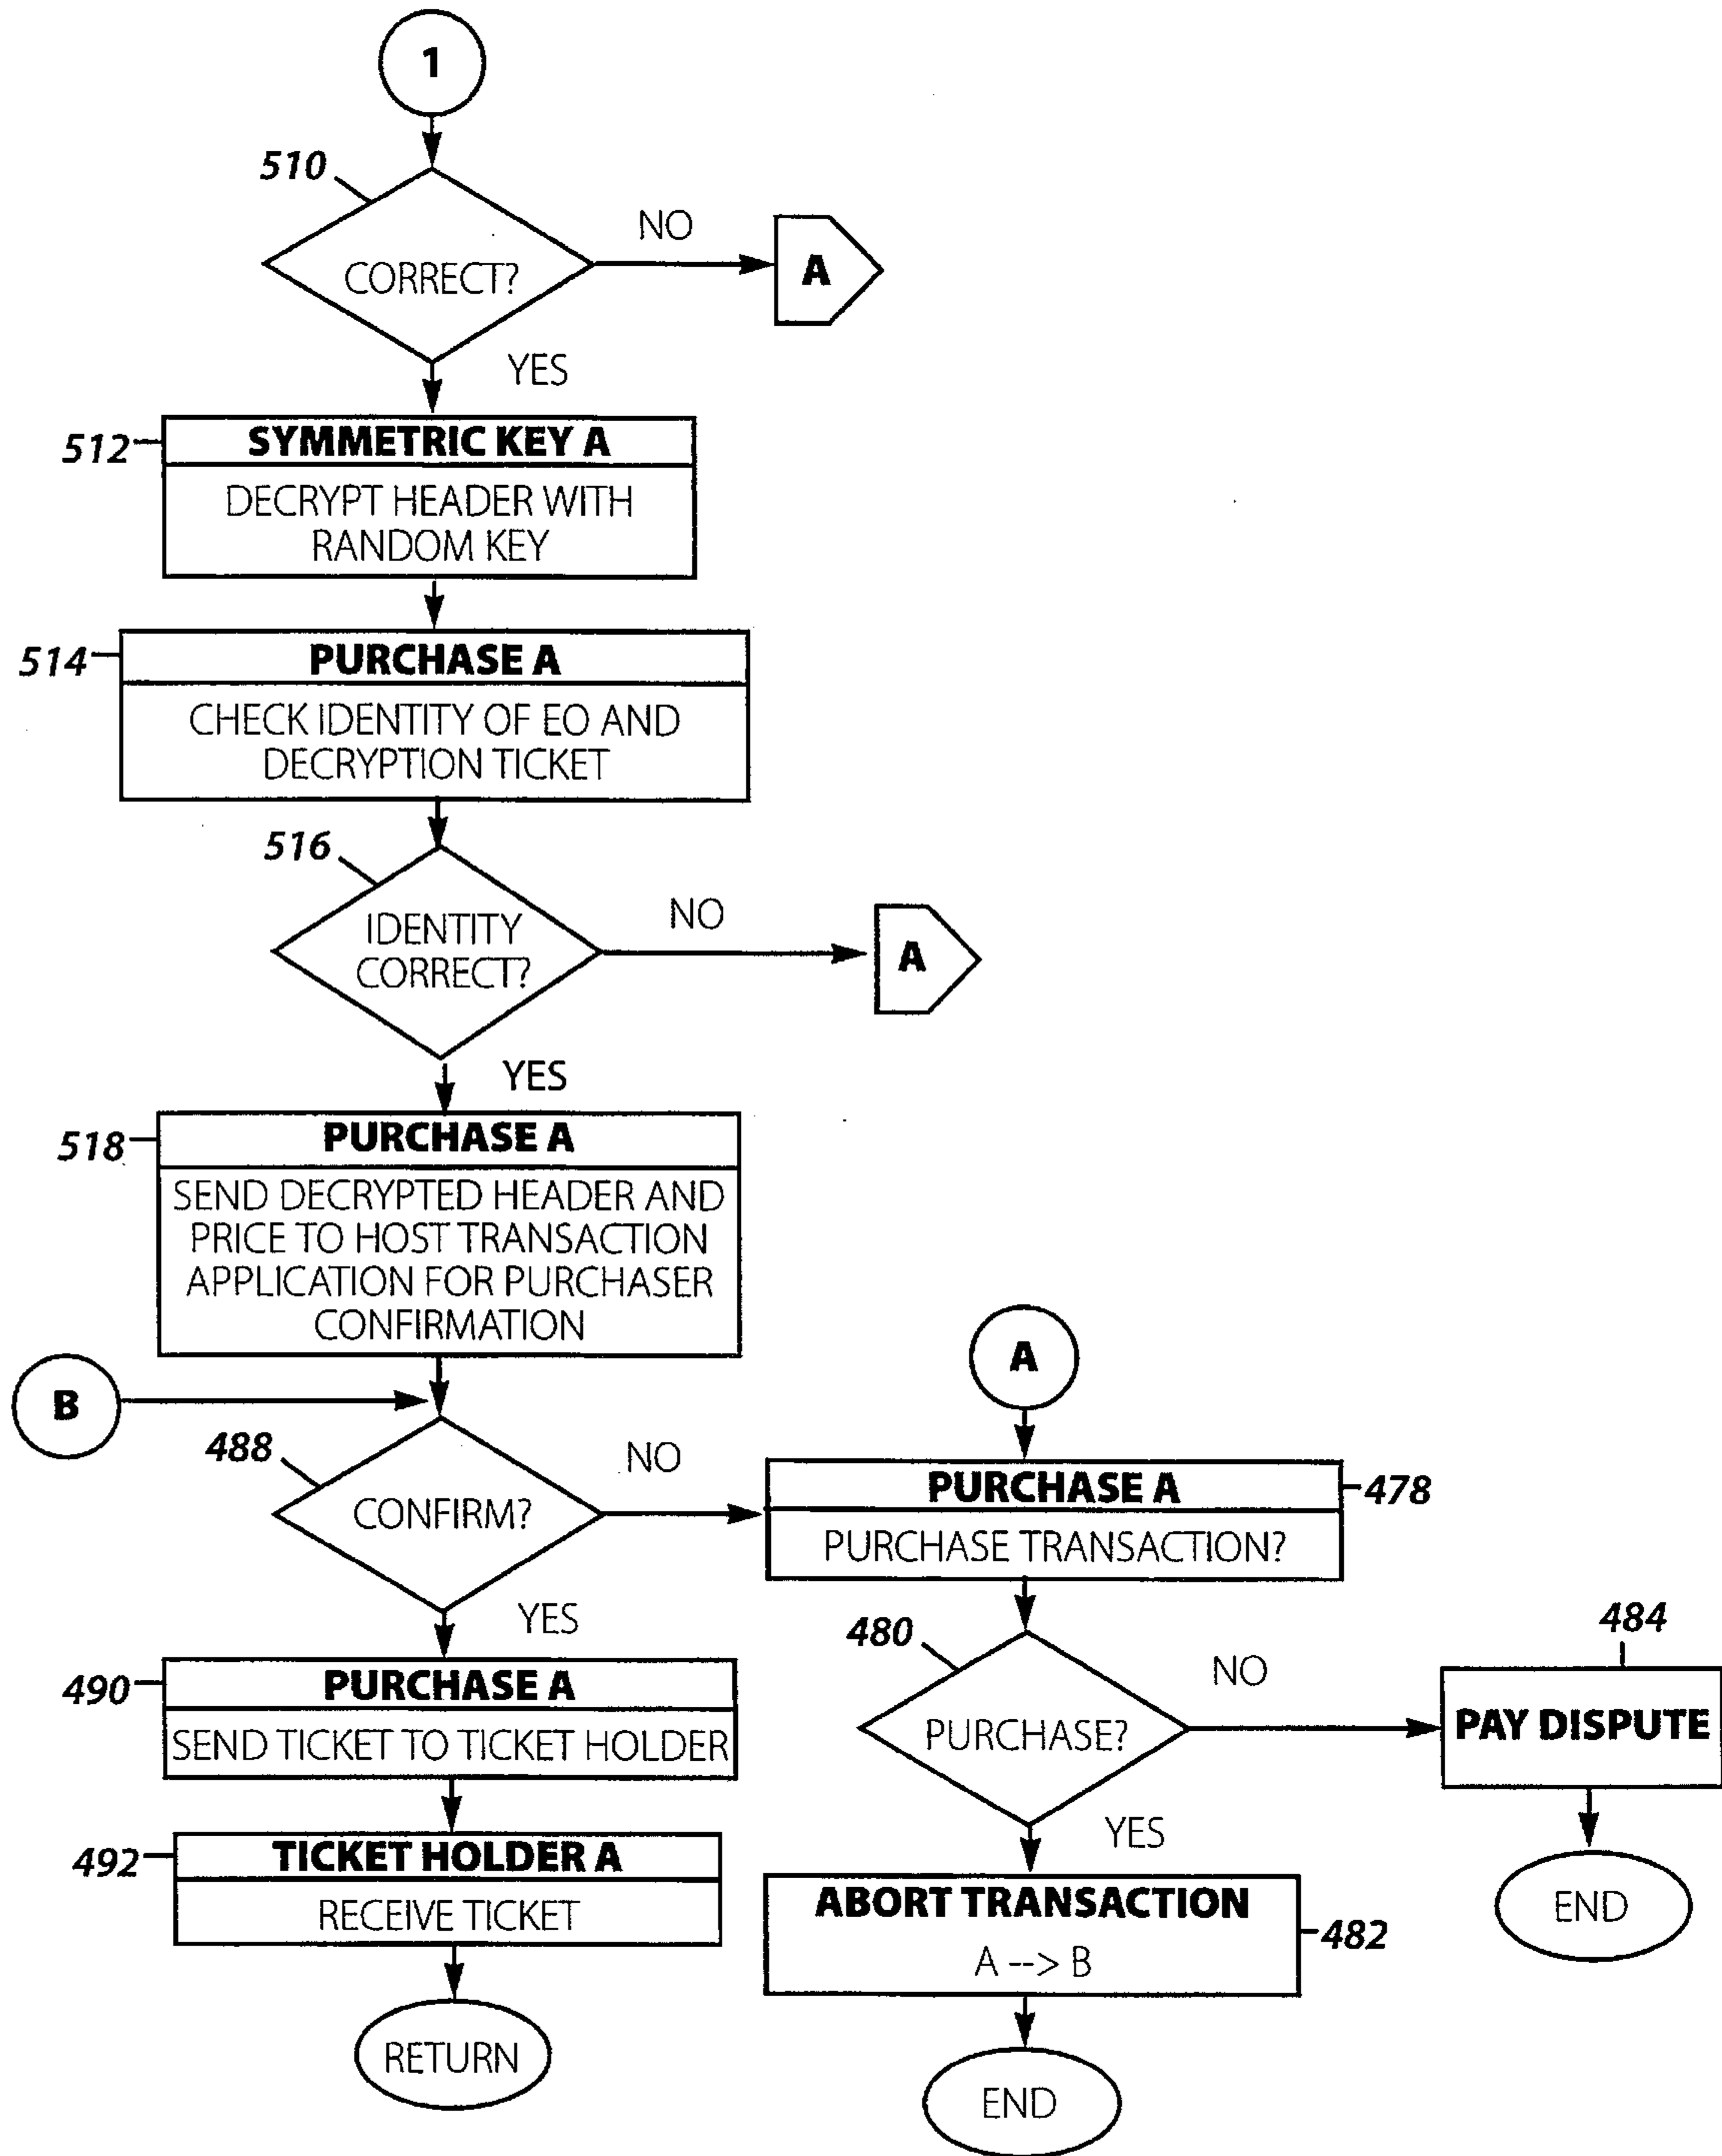 1
510
CORRECT?
NO
A
YES
512
SYMMETRIC KEY A
DECRYPT HEADER WITH
RANDOM KEY
514
PURCHASE A
CHECK IDENTITY OF EO AND
DECRYPTION TICKET
516
IDENTITY
CORRECT?
NO
A
YES
518
PURCHASE A
SEND DECRYPTED HEADER AND
PRICE TO HOST TRANSACTION
APPLICATION FOR PURCHASER
CONFIRMATION
B
488
CONFIRM?
NO
YES
490
PURCHASE A
SEND TICKET TO TICKET HOLDER
492
TICKET HOLDER A
RECEIVE TICKET
RETURN
A
PURCHASE A
478
PURCHASE TRANSACTION?
480
PURCHASE?
NO
484
PAY DISPUTE
END
YES
ABORT TRANSACTION
482
A --> B
END